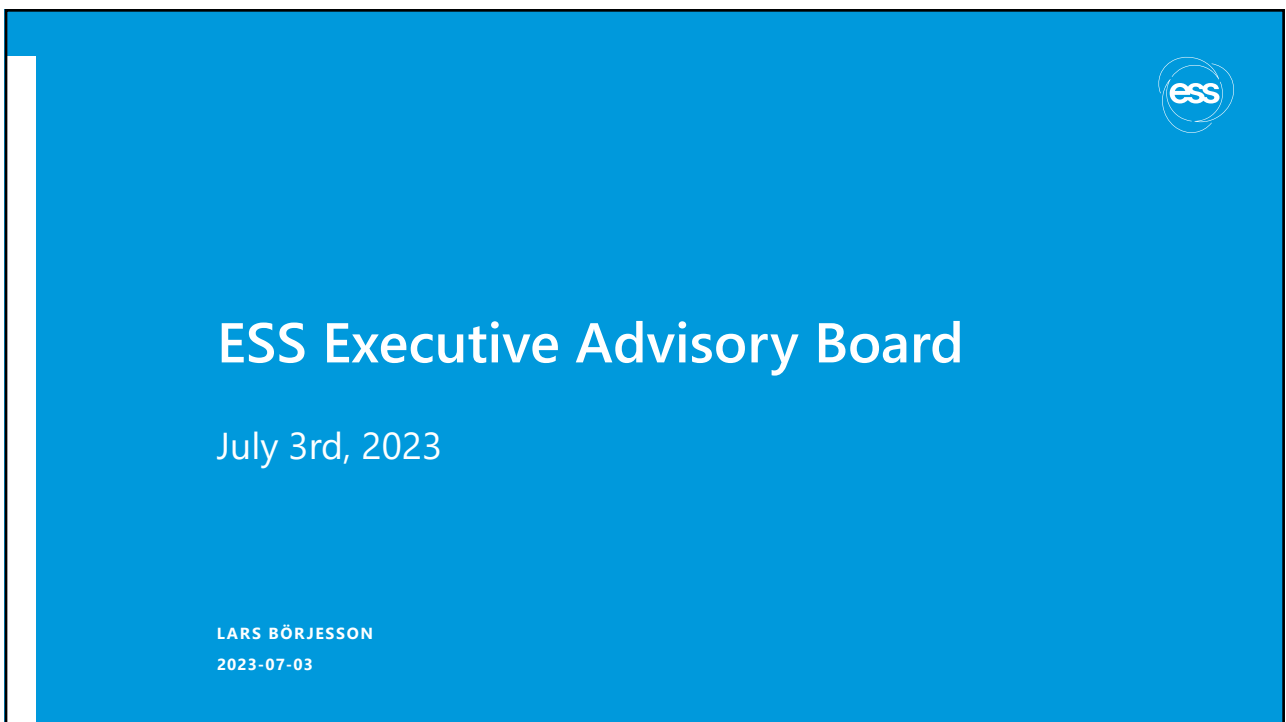 ess
ESS Executive Advisory Board
July 3rd, 2023
LARS BÖRJESSON
2023-07-03